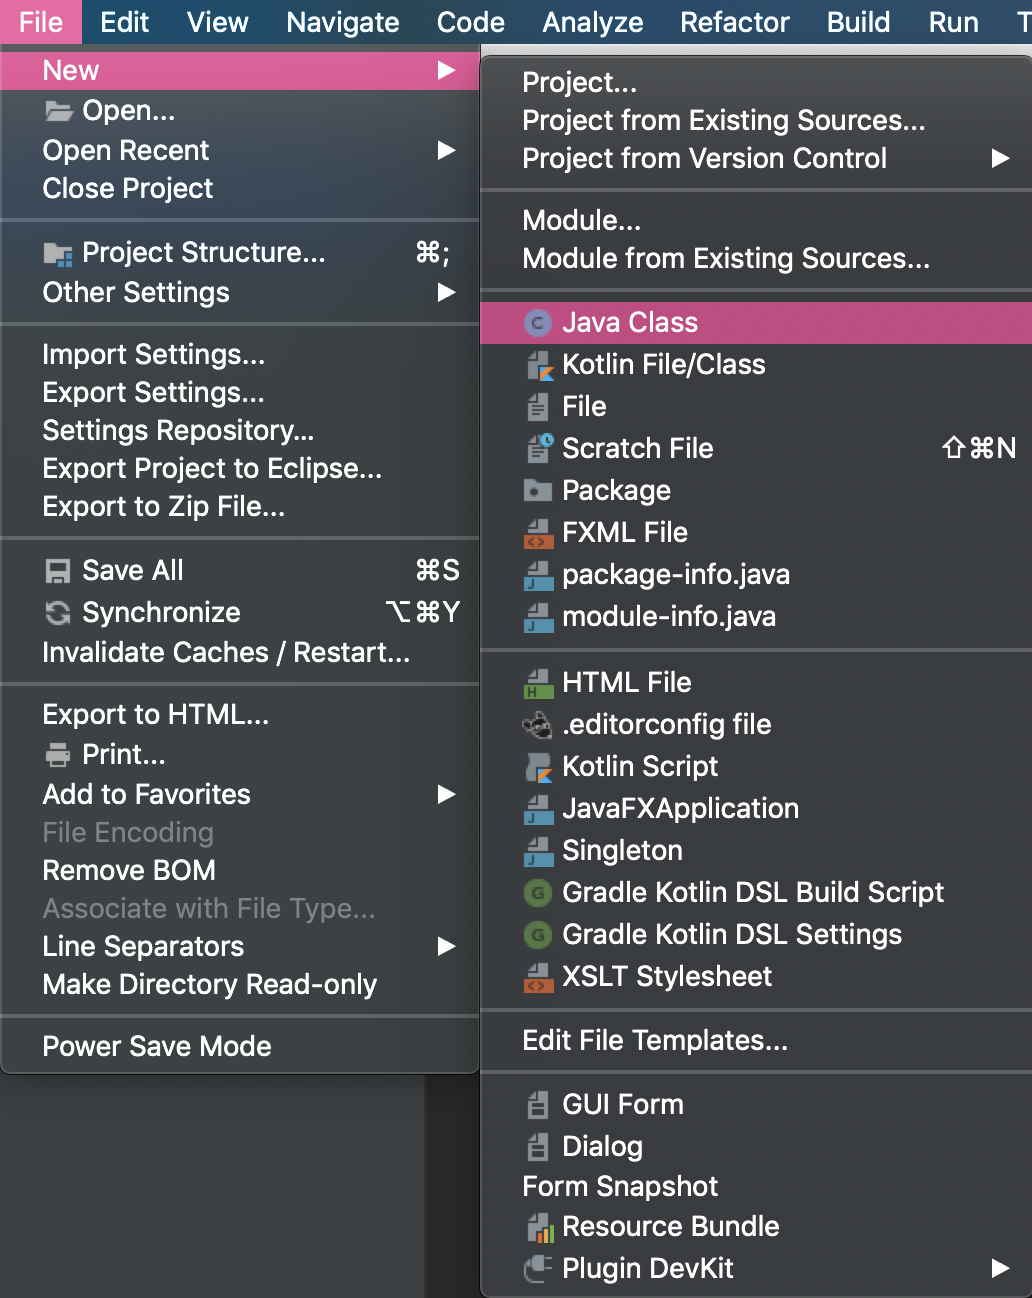 File Edit View Navigate Code Analyze Refactor Build Run
New
Open...
Open Recent
Close Project
Project Structure... ⌘;
Other Settings
Import Settings...
Export Settings...
Settings Repository...
Export Project to Eclipse...
Export to Zip File...
Save All ⌘S
Synchronize ⌥⌘Y
Invalidate Caches / Restart...
Export to HTML...
Print...
Add to Favorites
File Encoding
Remove BOM
Associate with File Type...
Line Separators
Make Directory Read-only
Power Save Mode
Project...
Project from Existing Sources...
Project from Version Control
Module...
Module from Existing Sources...
Java Class
Kotlin File/Class
File
Scratch File ⇧⌘N
Package
FXML File
package-info.java
module-info.java
HTML File
.editorconfig file
Kotlin Script
JavaFXApplication
Singleton
Gradle Kotlin DSL Build Script
Gradle Kotlin DSL Settings
XSLT Stylesheet
Edit File Templates...
GUI Form
Dialog
Form Snapshot
Resource Bundle
Plugin DevKit